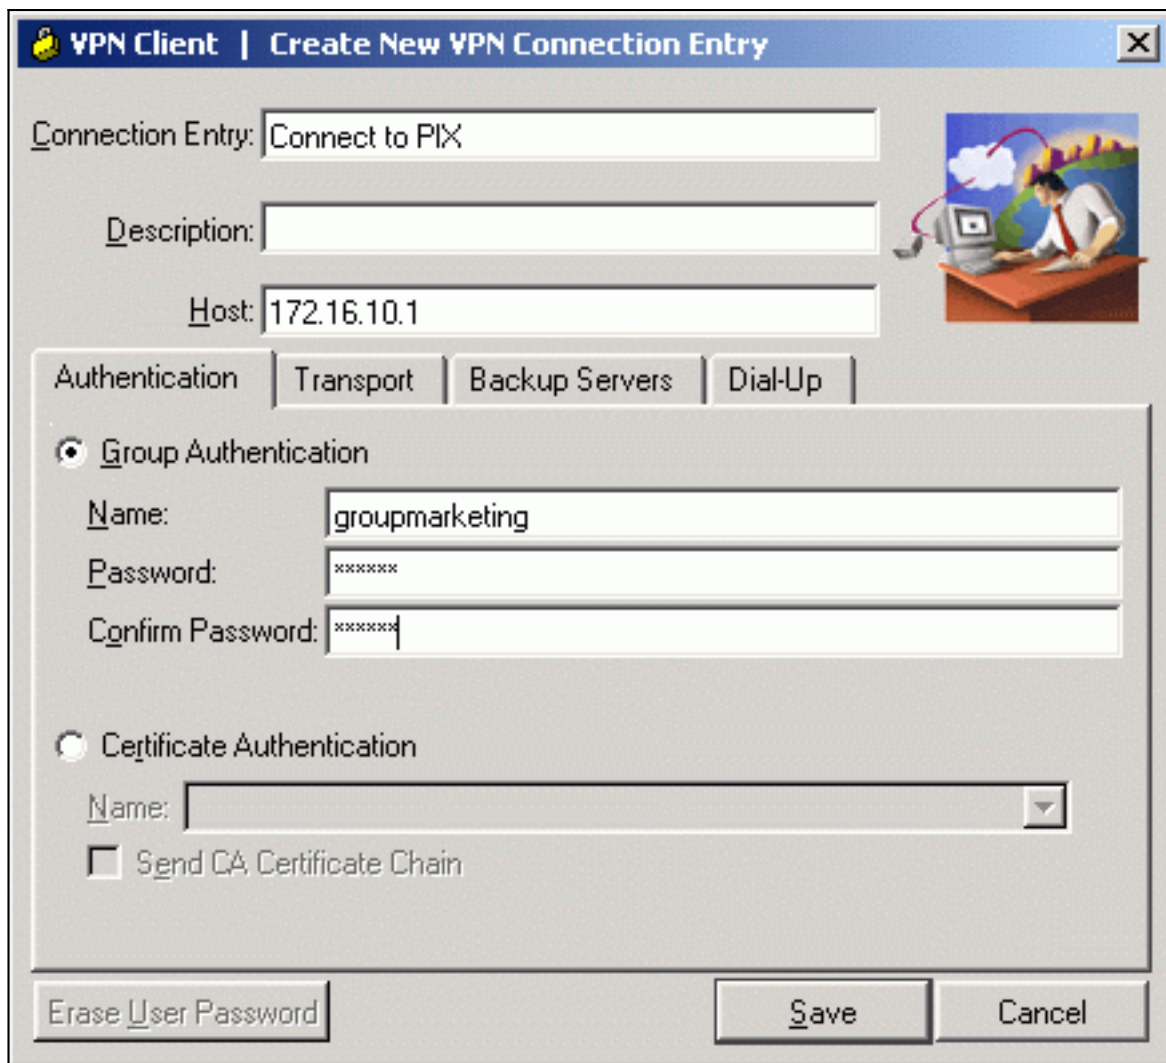 VPN Client | Create New VPN Connection Entry
Connection Entry: Connect to PIX
Description:
Host: 172.16.10.1
Authentication Transport Backup Servers Dial-Up
Group Authentication
Name: groupmarketing
Password: ******
Confirm Password: ******
Certificate Authentication
Name:
Send CA Certificate Chain
Erase User Password Save Cancel